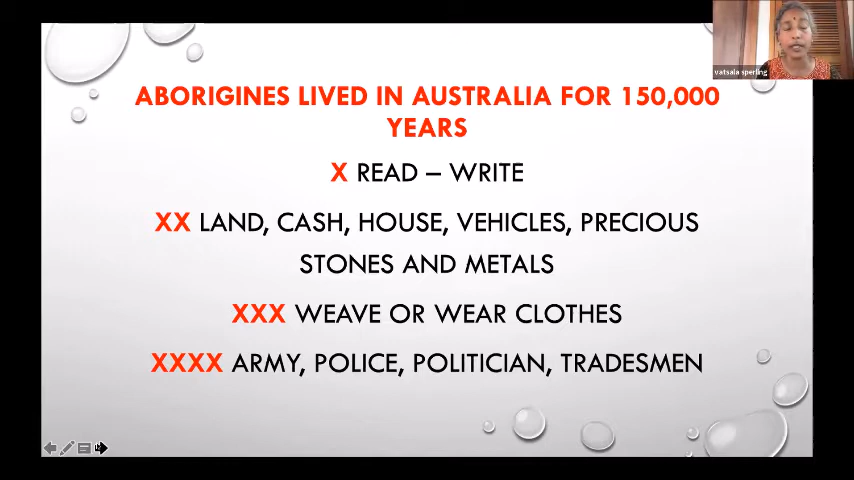 vatsala sperling
ABORIGINES LIVED IN AUSTRALIA FOR 150,000
YEARS
X READ – WRITE
XX LAND, CASH, HOUSE, VEHICLES, PRECIOUS
STONES AND METALS
XXX WEAVE OR WEAR CLOTHES
XXXX ARMY, POLICE, POLITICIAN, TRADESMEN